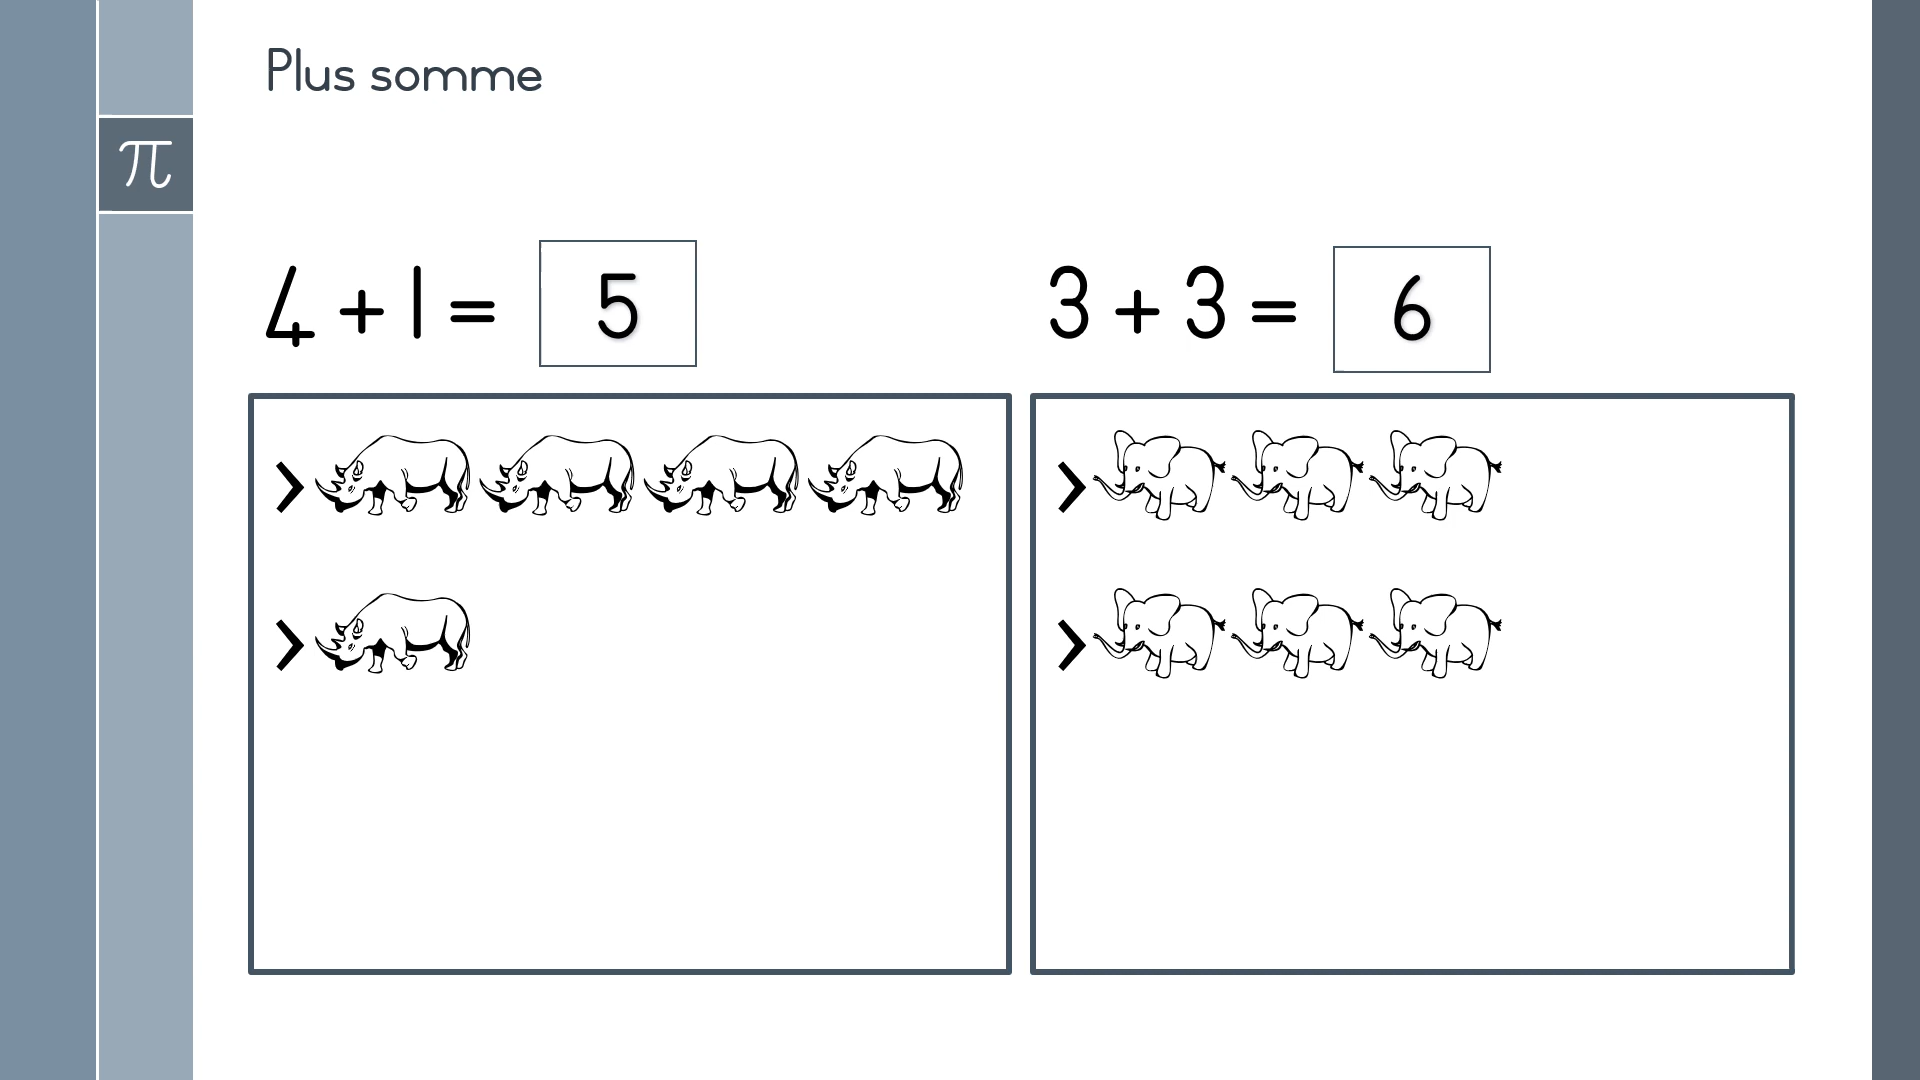 Plus somme
π
4 + 1 = 5
3 + 3 = 6